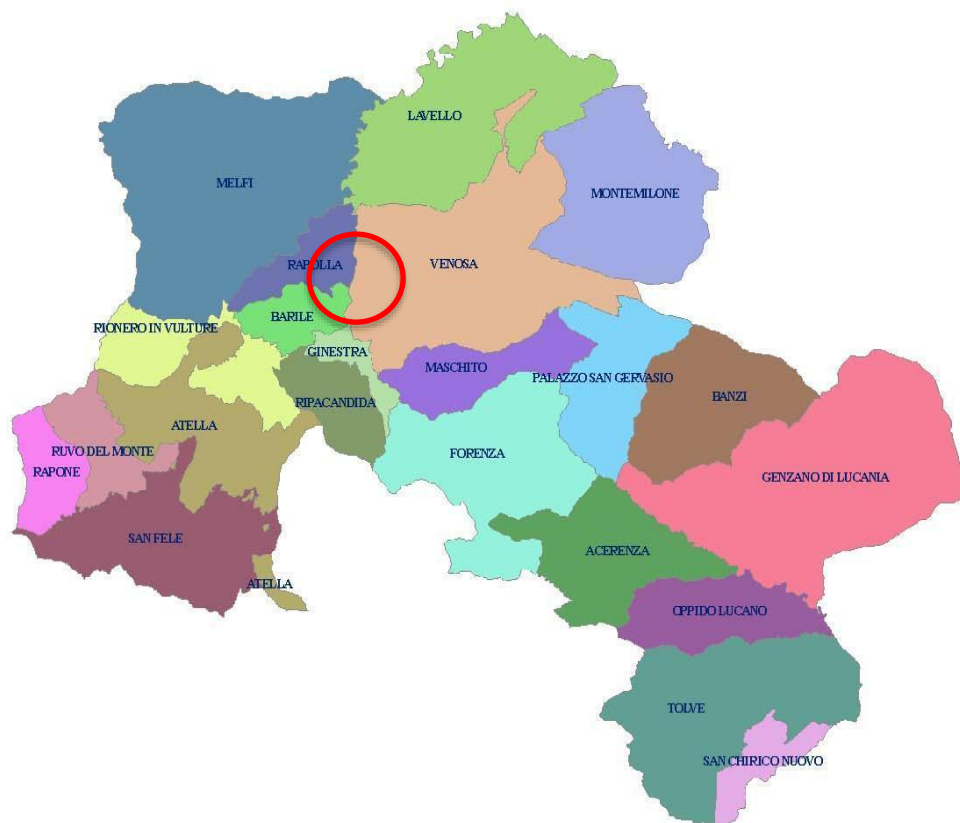 LAVELLO
MELFI
MONTEMILONE
RAPOLLA
VENOSA
BARILE
RIONERO IN VULTURE
GINESTRA
MASCHITO
PALAZZO SAN GERVASIO
BANZI
RIPACANDIDA
ATELLA
RUVO DEL MONTE
FORENZA
RAPONE
GENZANO DI LUCANIA
SAN FELE
ACERENZA
ATELLA
OPPIDO LUCANO
TOLVE
SAN CHIRICO NUOVO